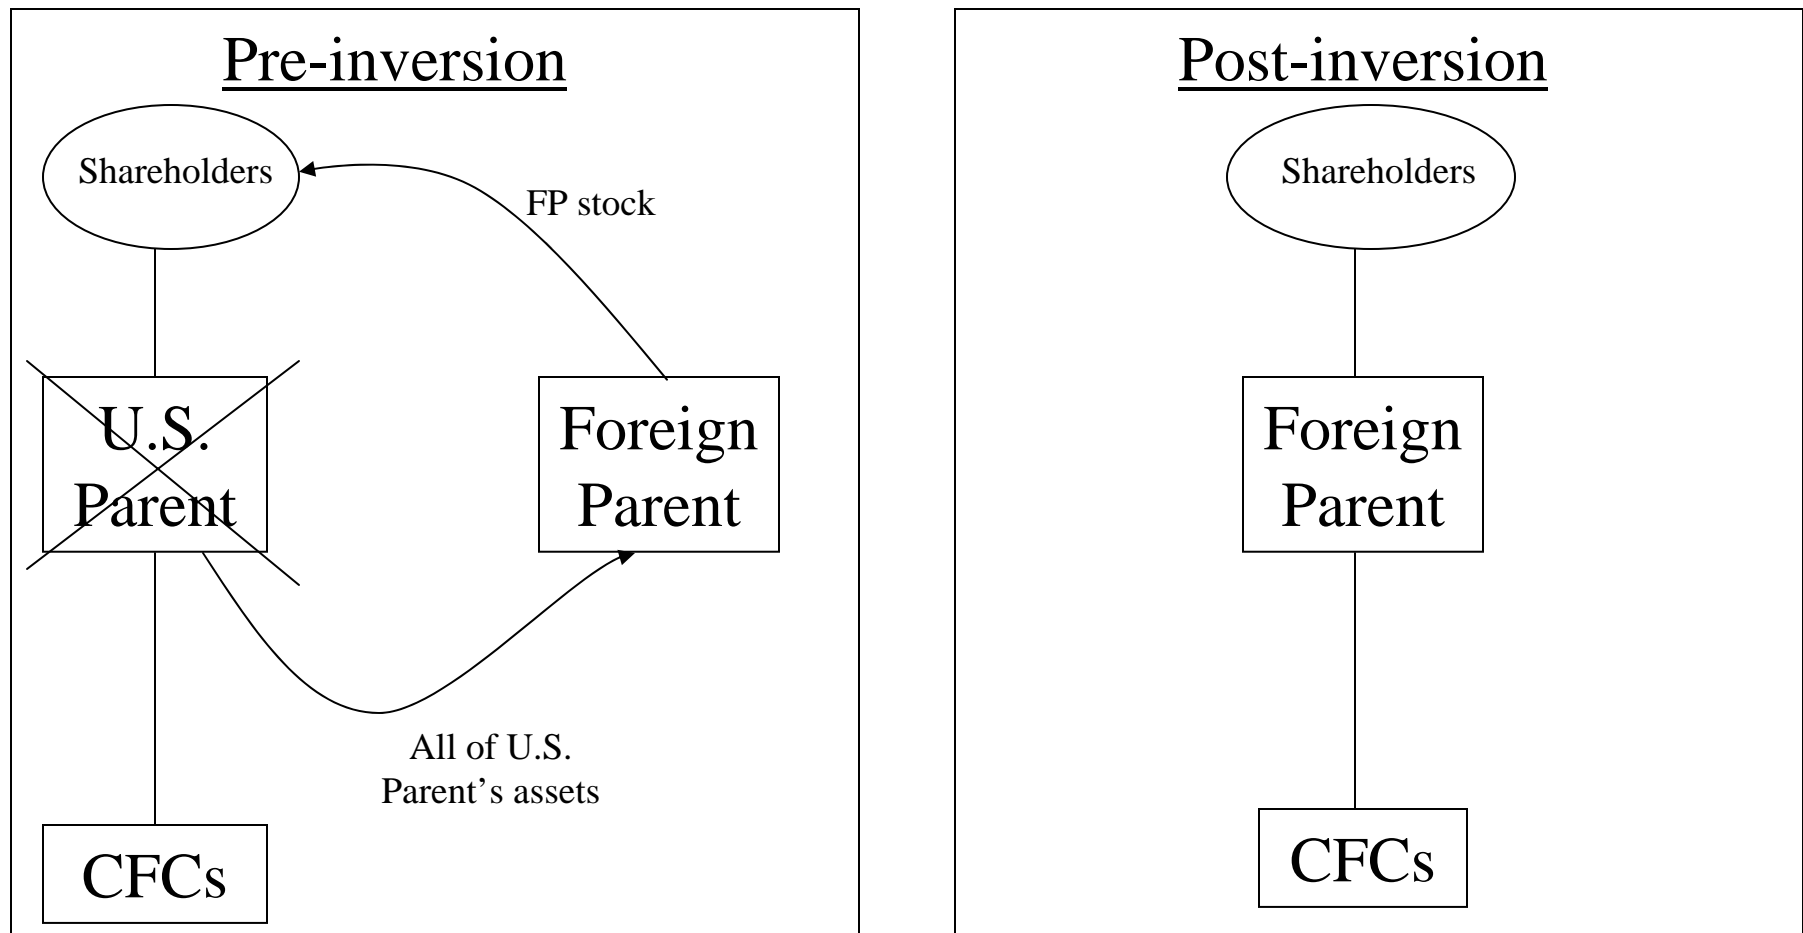 Pre-inversion
Shareholders
FP stock
U.S.
Parent
Foreign
Parent
All of U.S.
Parent’s assets
CFCs
Post-inversion
Shareholders
Foreign
Parent
CFCs